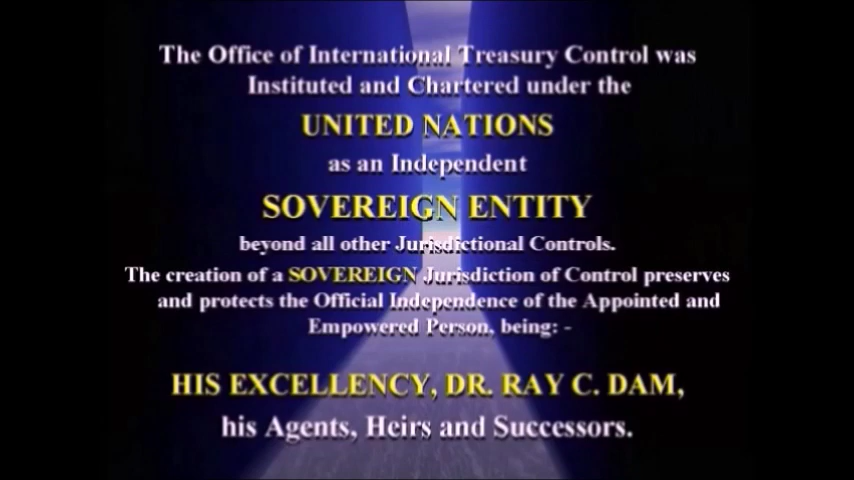 The Office of International Treasury Control was
Instituted and Chartered under the
UNITED NATIONS
as an Independent
SOVEREIGN ENTITY
beyond all other Jurisdictional Controls.
The creation of a SOVEREIGN Jurisdiction of Control preserves
and protects the Official Independence of the Appointed and
Empowered Person, being: -
HIS EXCELLENCY, DR. RAY C. DAM,
his Agents, Heirs and Successors.